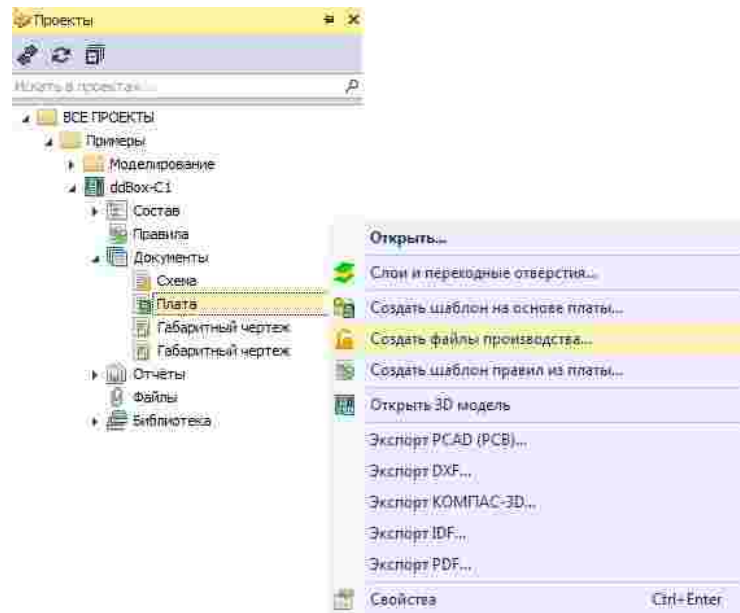 Проекты
Искать в проектах...
ВСЕ ПРОЕКТЫ
Примеры
Моделирование
ddBox-C1
Состав
Правила
Документы
Схема
Плата
Габаритный чертеж
Габаритный чертеж
Отчеты
Файлы
Библиотека
Открыть...
Слои и переходные отверстия...
Создать шаблон на основе платы...
Создать файлы производства...
Создать шаблон правил из платы...
Открыть 3D модель
Экспорт PCAD (PCB)...
Экспорт DXF...
Экспорт КОМПАС-3D...
Экспорт IDF...
Экспорт PDF...
Свойства Ctrl+Enter